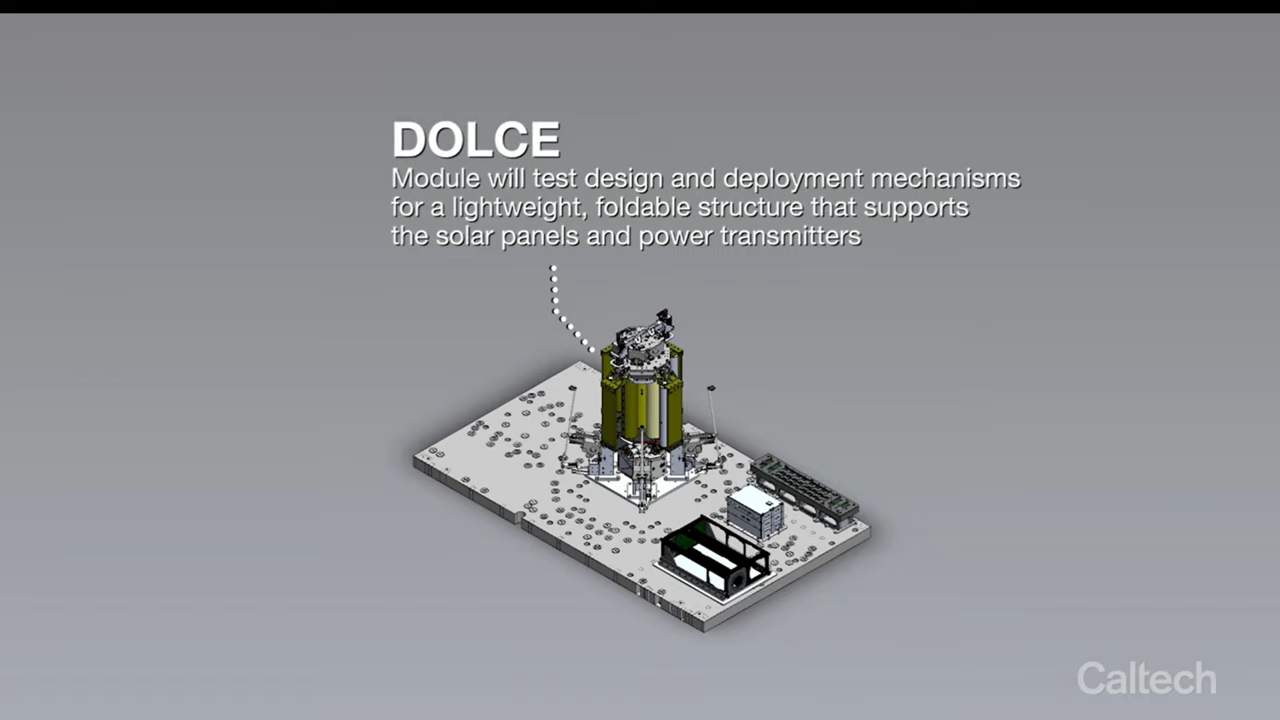 DOLCE
Module will test design and deployment mechanisms
for a lightweight, foldable structure that supports
the solar panels and power transmitters
Caltech